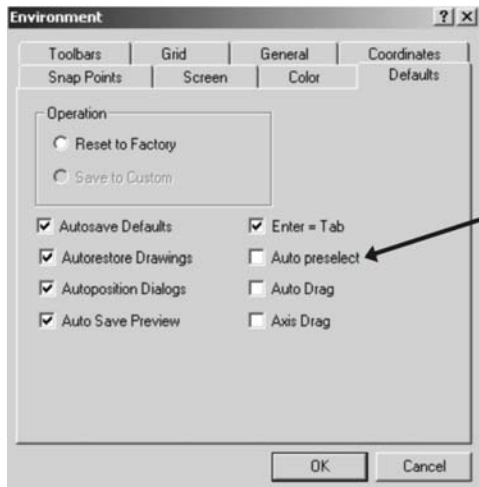 Environment
? ×
Toolbars Grid General Coordinates
Snap Points Screen Color Defaults
Operation
Reset to Factory
Save to Custom
Autosave Defaults Enter = Tab
Autorestore Drawings Auto preselect
Autoposition Dialogs Auto Drag
Auto Save Preview Axis Drag
OK Cancel